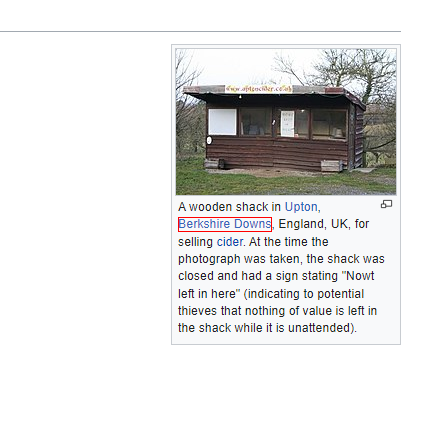 www.uptoncider.co.uk
A wooden shack in Upton,
Berkshire Downs, England, UK, for
selling cider. At the time the
photograph was taken, the shack was
closed and had a sign stating "Nowt
left in here" (indicating to potential
thieves that nothing of value is left in
the shack while it is unattended).